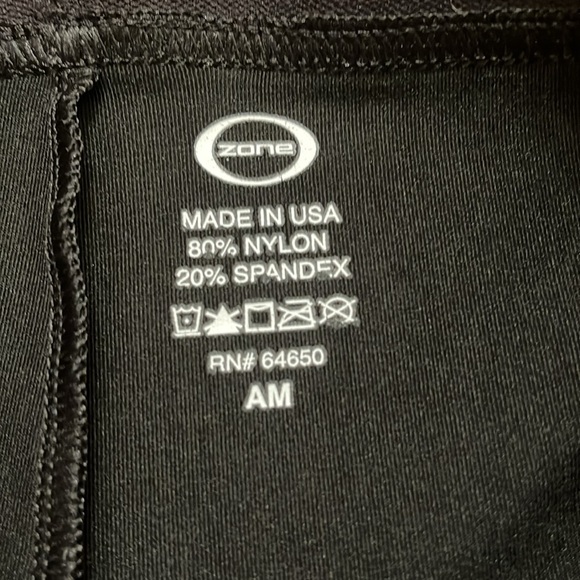 zone
MADE IN USA
80% NYLON
20% SPANDEX
RN# 64650
AM